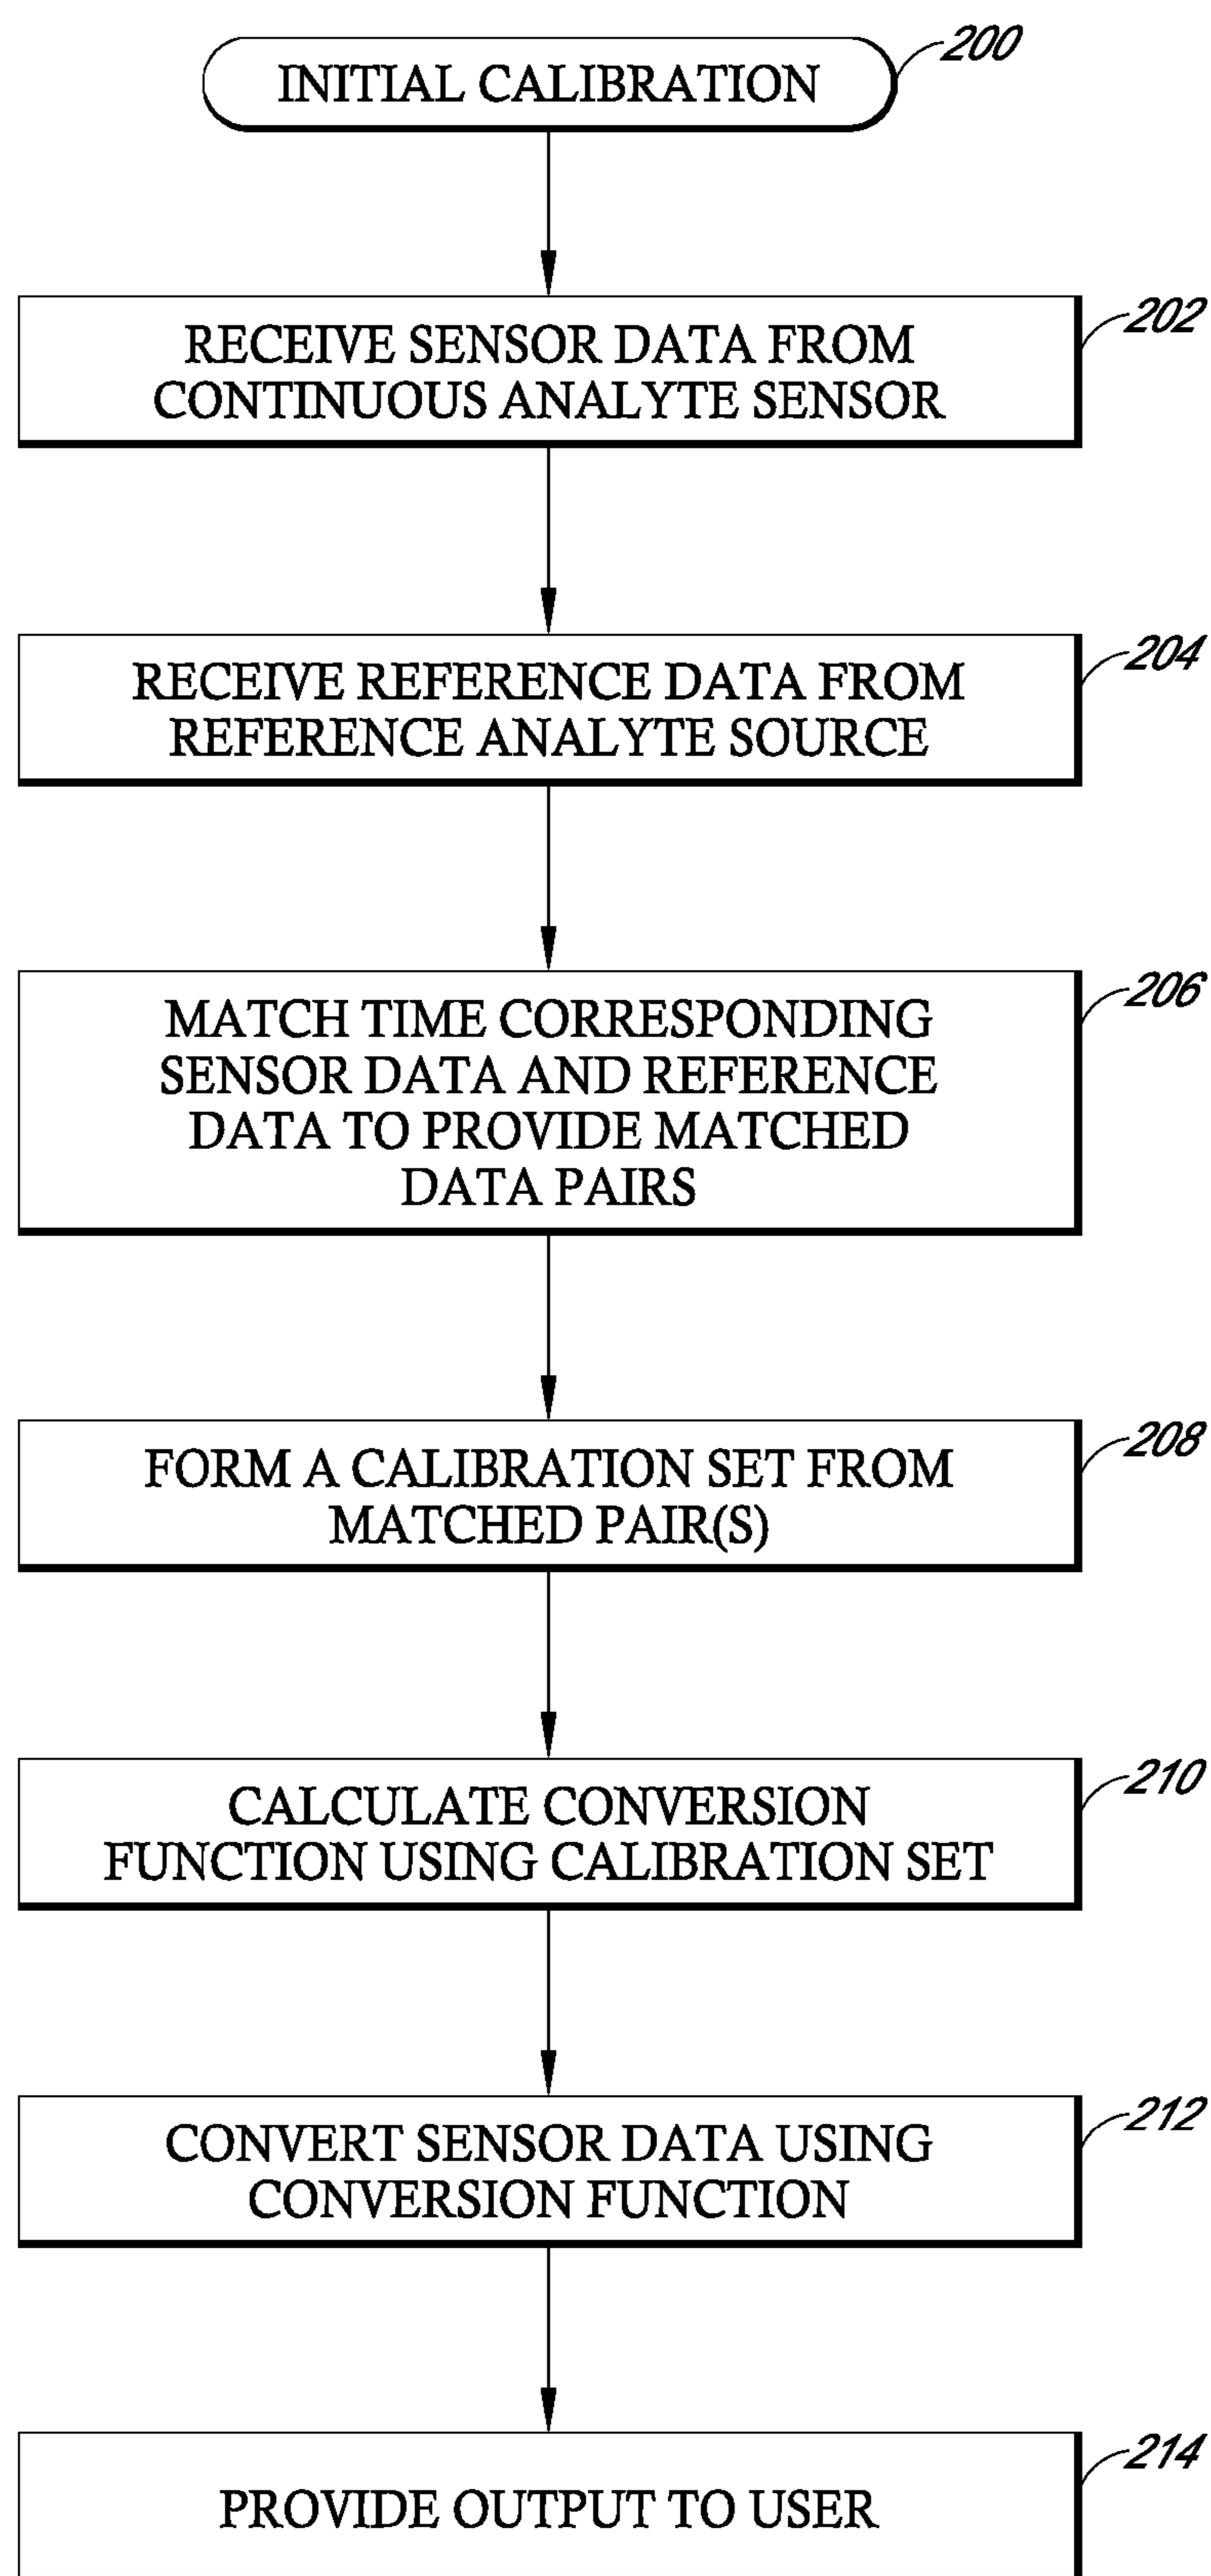 INITIAL CALIBRATION
200
RECEIVE SENSOR DATA FROM
CONTINUOUS ANALYTE SENSOR
202
RECEIVE REFERENCE DATA FROM
REFERENCE ANALYTE SOURCE
204
MATCH TIME CORRESPONDING
SENSOR DATA AND REFERENCE
DATA TO PROVIDE MATCHED
DATA PAIRS
206
FORM A CALIBRATION SET FROM
MATCHED PAIR(S)
208
CALCULATE CONVERSION
FUNCTION USING CALIBRATION SET
210
CONVERT SENSOR DATA USING
CONVERSION FUNCTION
212
PROVIDE OUTPUT TO USER
214